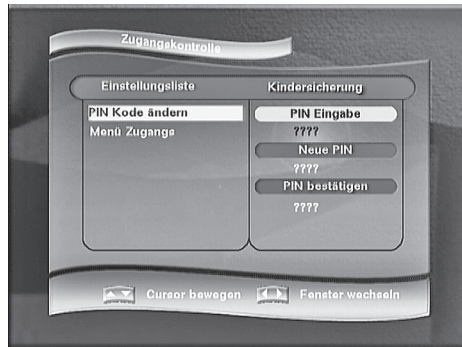 Zugangskontrolle
Einstellungsliste
Kindersicherung
PIN Kode ändern
Menü Zugangs
PIN Eingabe
????
Neue PIN
????
PIN bestätigen
????
Cursor bewegen
Fenster wechseln